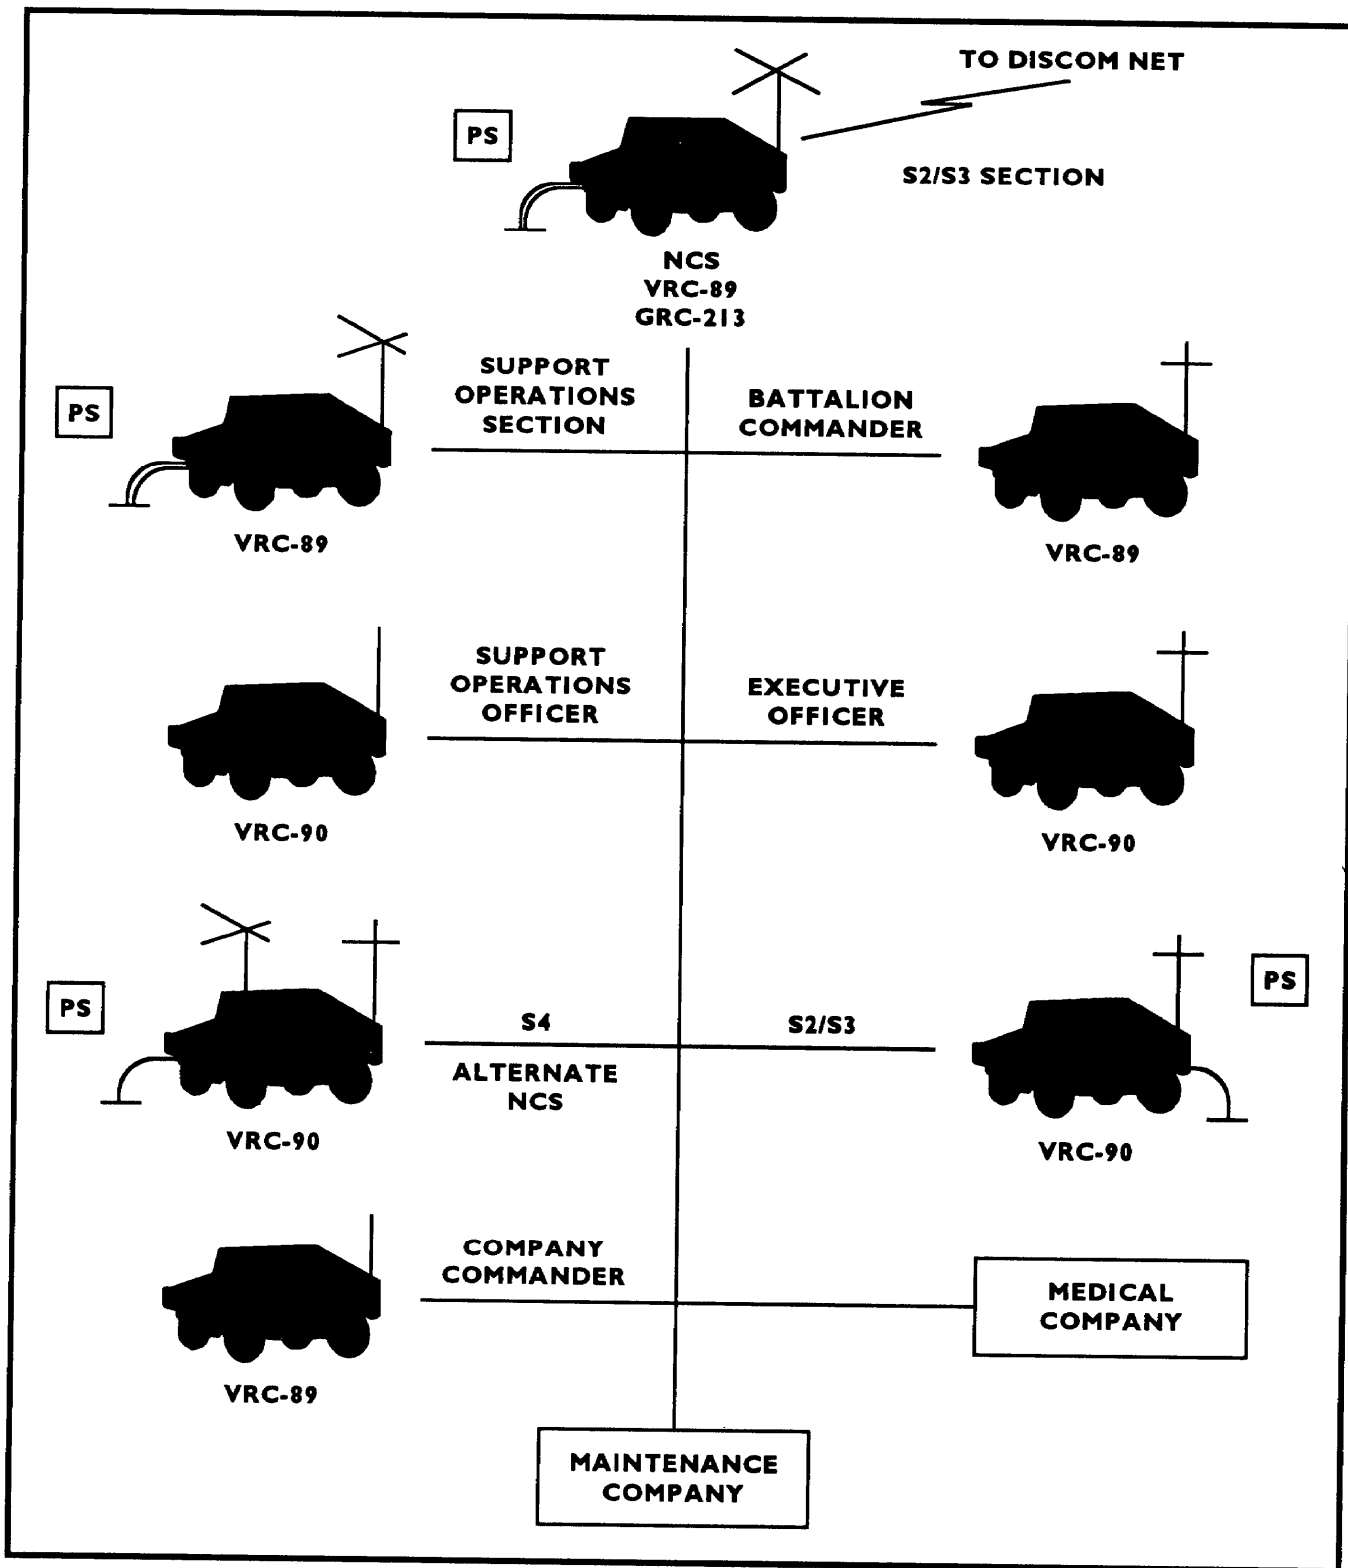 TO DISCOM NET
PS
S2/S3 SECTION
NCS
VRC-89
GRC-213
SUPPORT
OPERATIONS
SECTION
BATTALION
COMMANDER
PS
VRC-89
VRC-89
SUPPORT
OPERATIONS
OFFICER
EXECUTIVE
OFFICER
VRC-90
VRC-90
PS
S4
ALTERNATE
NCS
S2/S3
PS
VRC-90
VRC-90
COMPANY
COMMANDER
VRC-89
MEDICAL
COMPANY
MAINTENANCE
COMPANY